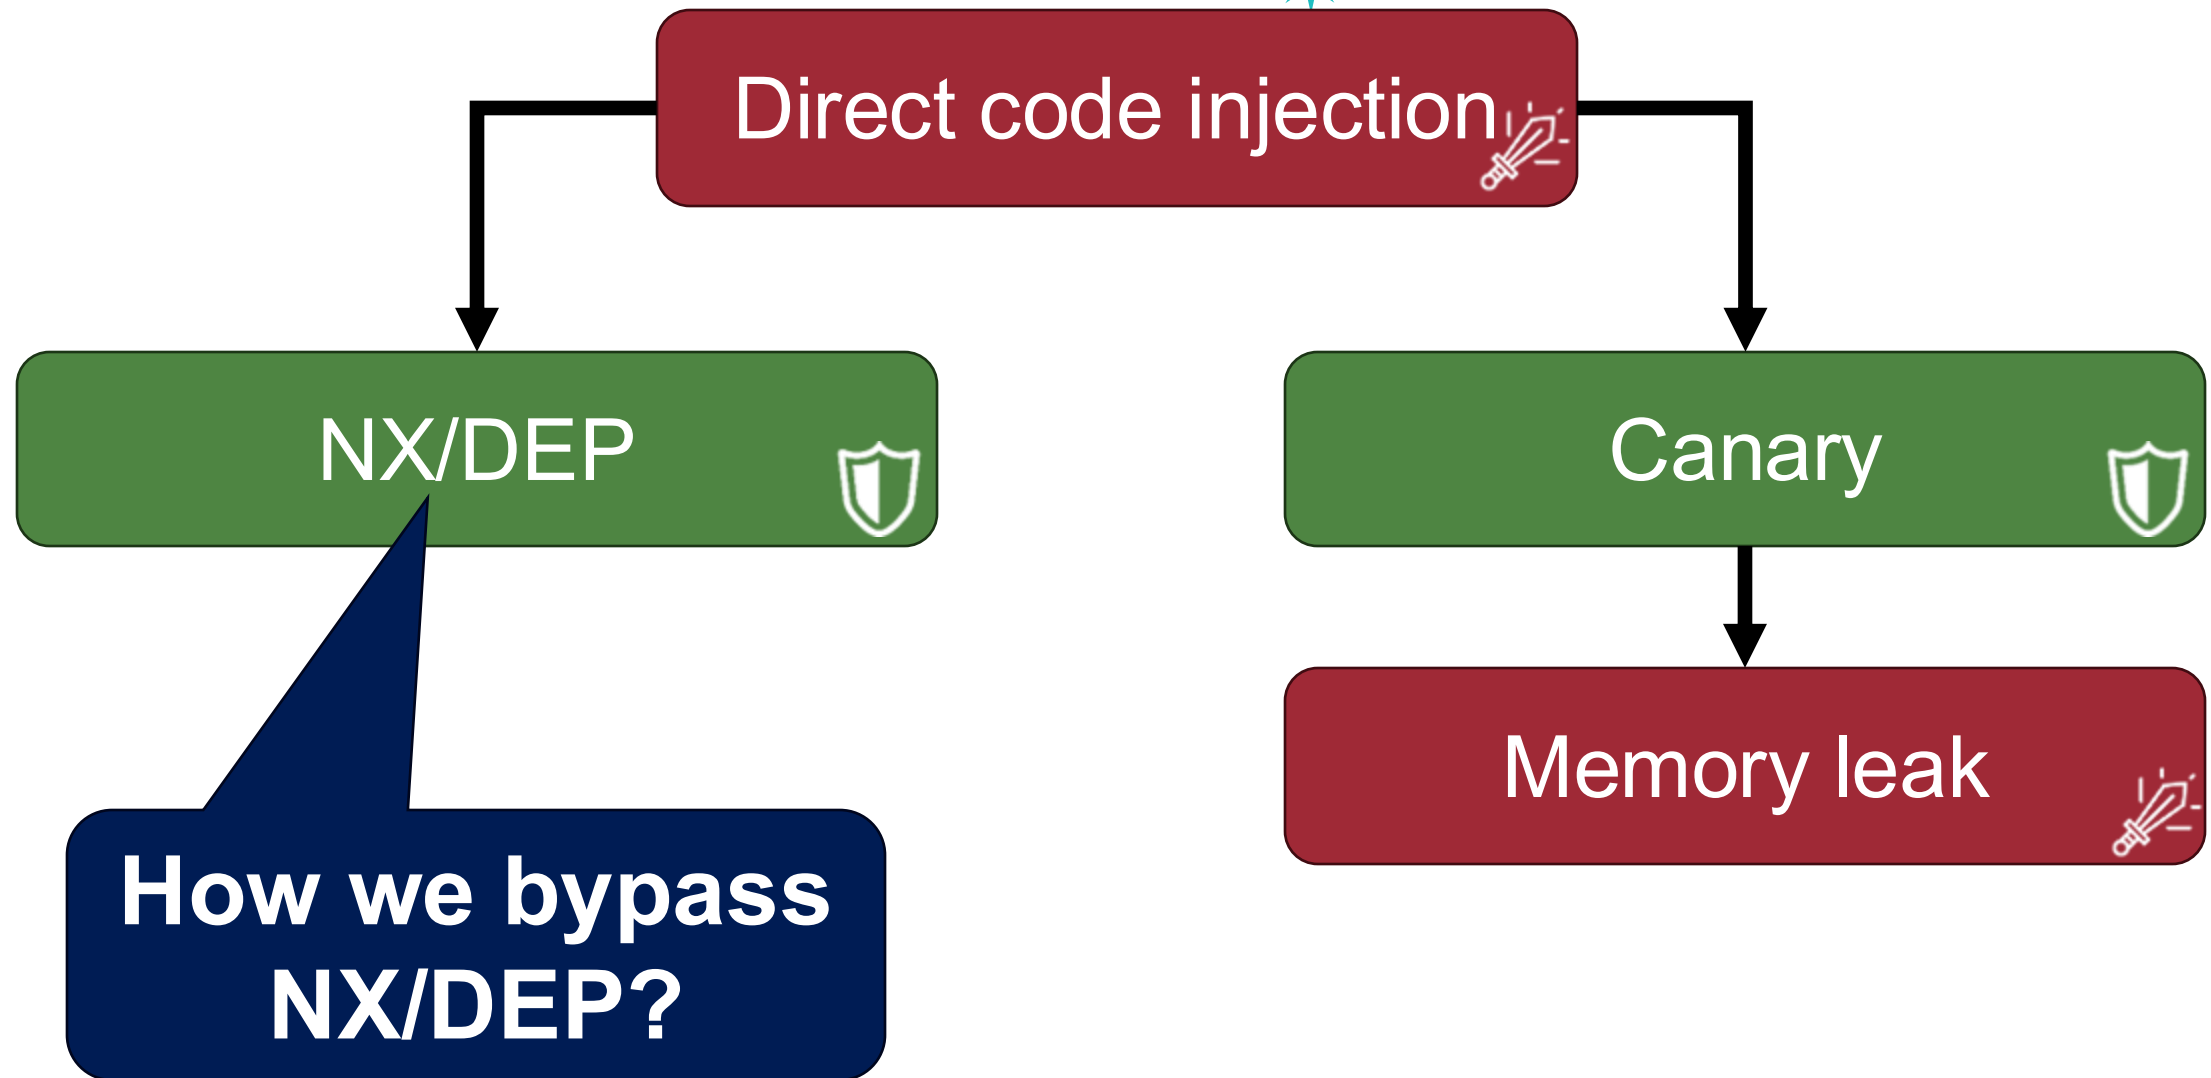 Direct code injection
NX/DEP
Canary
Memory leak
How we bypass
NX/DEP?